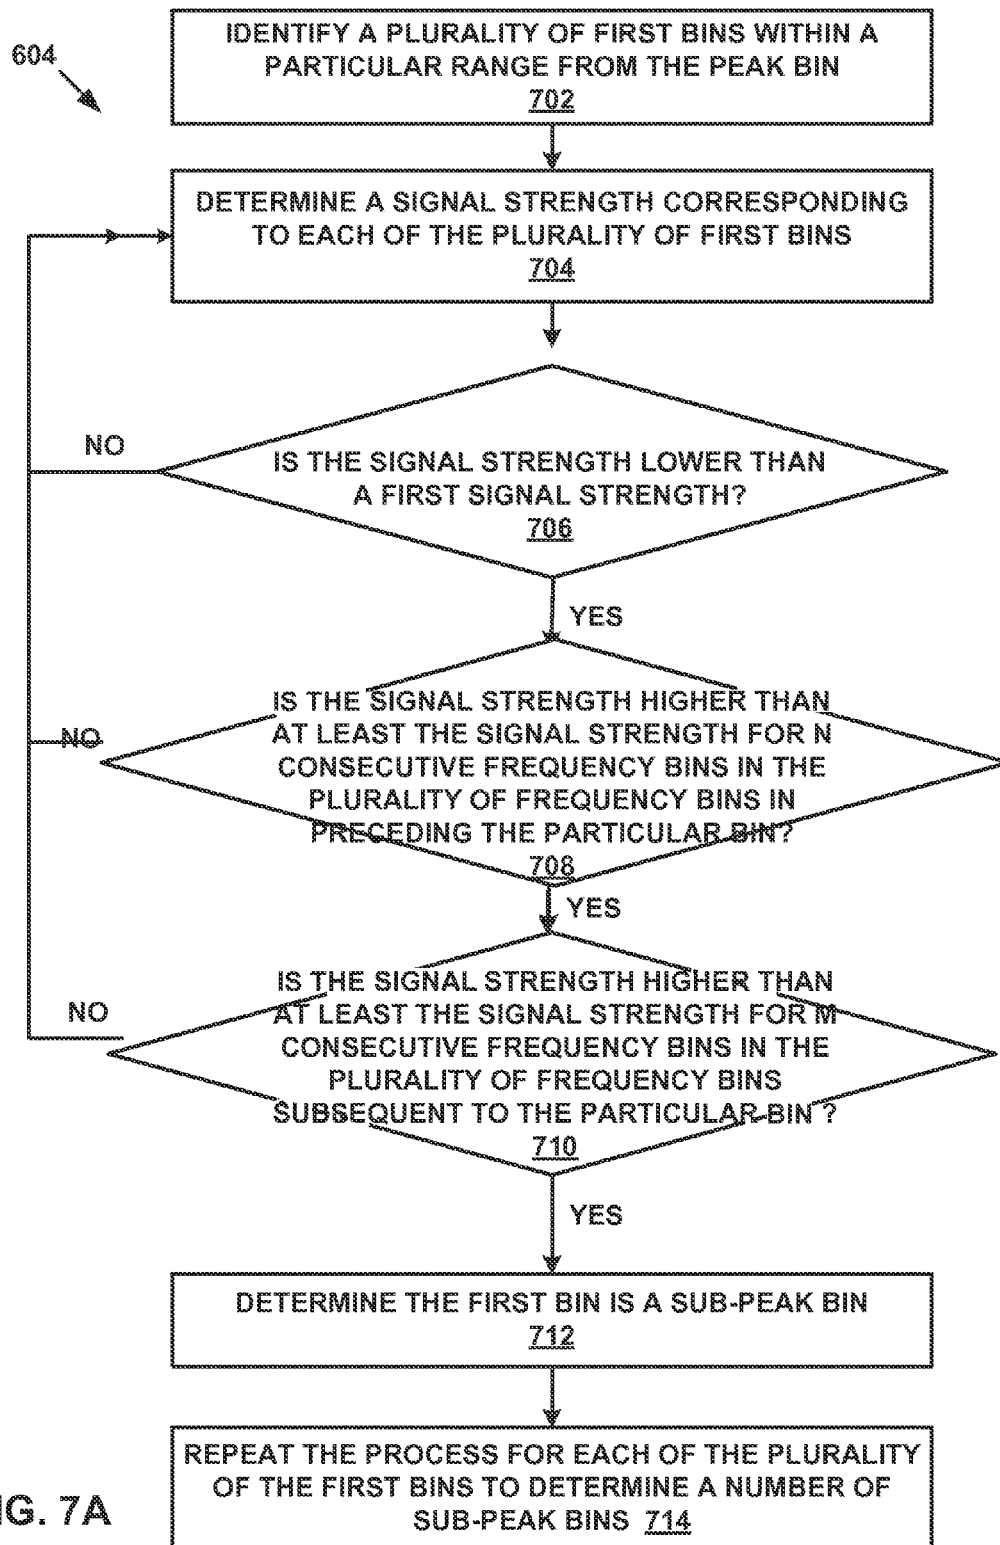 604
IDENTIFY A PLURALITY OF FIRST BINS WITHIN A
PARTICULAR RANGE FROM THE PEAK BIN
702
DETERMINE A SIGNAL STRENGTH CORRESPONDING
TO EACH OF THE PLURALITY OF FIRST BINS
704
NO
IS THE SIGNAL STRENGTH LOWER THAN
A FIRST SIGNAL STRENGTH?
706
YES
IS THE SIGNAL STRENGTH HIGHER THAN
AT LEAST THE SIGNAL STRENGTH FOR N
CONSECUTIVE FREQUENCY BINS IN THE
PLURALITY OF FREQUENCY BINS IN
PRECEDING THE PARTICULAR BIN?
708
NO
YES
IS THE SIGNAL STRENGTH HIGHER THAN
AT LEAST THE SIGNAL STRENGTH FOR M
CONSECUTIVE FREQUENCY BINS IN THE
PLURALITY OF FREQUENCY BINS
SUBSEQUENT TO THE PARTICULAR BIN ?
710
NO
YES
DETERMINE THE FIRST BIN IS A SUB-PEAK BIN
712
REPEAT THE PROCESS FOR EACH OF THE PLURALITY
OF THE FIRST BINS TO DETERMINE A NUMBER OF
SUB-PEAK BINS 714
IG. 7A